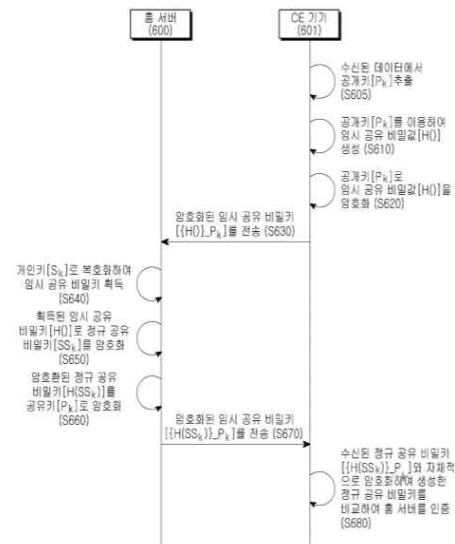 홈 서버
(600)
CE 기기
(601)
수신된 데이터에서
공개키[Pk]추출
(S605)
공개키[Pk]를 이용하여
임시 공유 비밀값[H()]
생성 (S610)
공개키[Pk]로
임시 공유 비밀값[H()]을
암호화 (S620)
암호화된 임시 공유 비밀키
[{H()}_Pk]를 전송 (S630)
개인키[Sk]로 복호화하여
임시 공유 비밀키 획득
(S640)
획득된 임시 공유
비밀키[H()]로 정규 공유
비밀키[SSk]를 암호화
(S650)
암호환된 정규 공유
비밀키[H(SSk)]를
공유키[Pk]로 암호화
(S660)
암호화된 임시 공유 비밀키
[{H(SSk)}_Pk]를 전송 (S670)
수신된 정규 공유 비밀키
[{H(SSk)}_Pk]와 자체적
으로 암호화하여 생성한
정규 공유 비밀키를
비교하여 홈 서버를 인증
(S680)